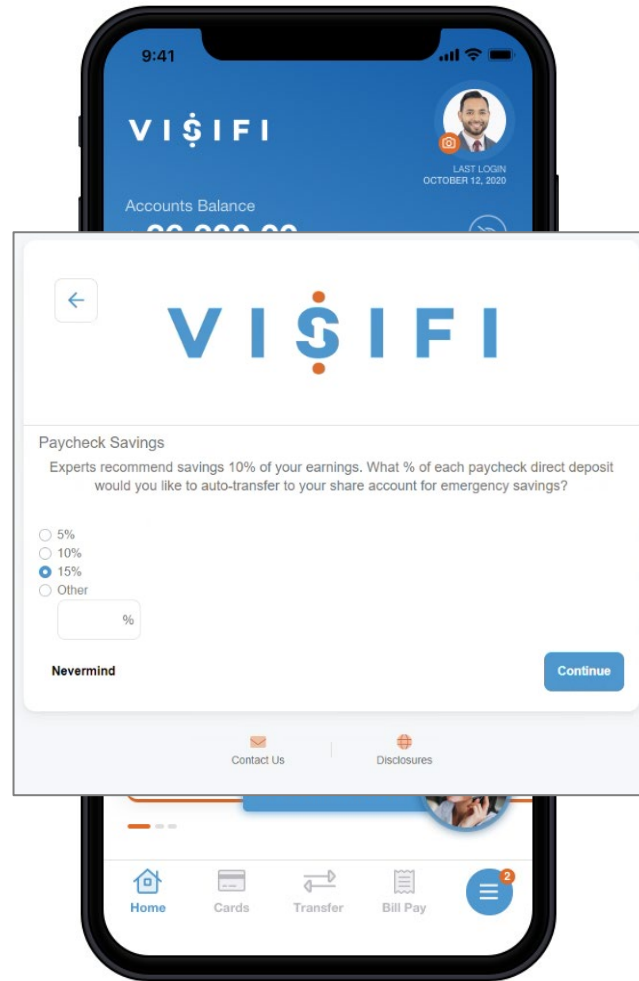 9:41
VISIFI
LAST LOGIN
OCTOBER 12, 2020
Accounts Balance
VISIFI
Paycheck Savings
Experts recommend savings 10% of your earnings. What % of each paycheck direct deposit
would you like to auto-transfer to your share account for emergency savings?
5%
10%
15%
Other
%
Nevermind
Continue
Contact Us
Disclosures
2
Home
Cards
Transfer
Bill Pay